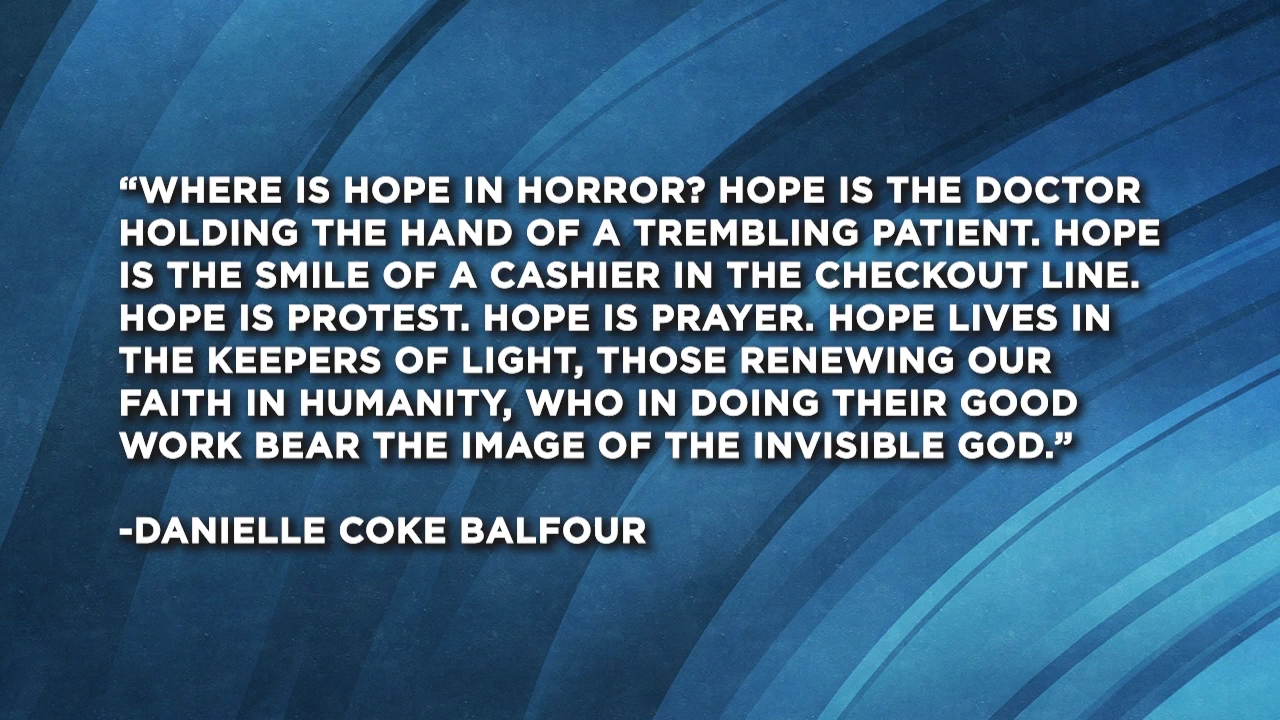 “WHERE IS HOPE IN HORROR? HOPE IS THE DOCTOR
HOLDING THE HAND OF A TREMBLING PATIENT. HOPE
IS THE SMILE OF A CASHIER IN THE CHECKOUT LINE.
HOPE IS PROTEST. HOPE IS PRAYER. HOPE LIVES IN
THE KEEPERS OF LIGHT, THOSE RENEWING OUR
FAITH IN HUMANITY, WHO IN DOING THEIR GOOD
WORK BEAR THE IMAGE OF THE INVISIBLE GOD.”
-DANIELLE COKE BALFOUR